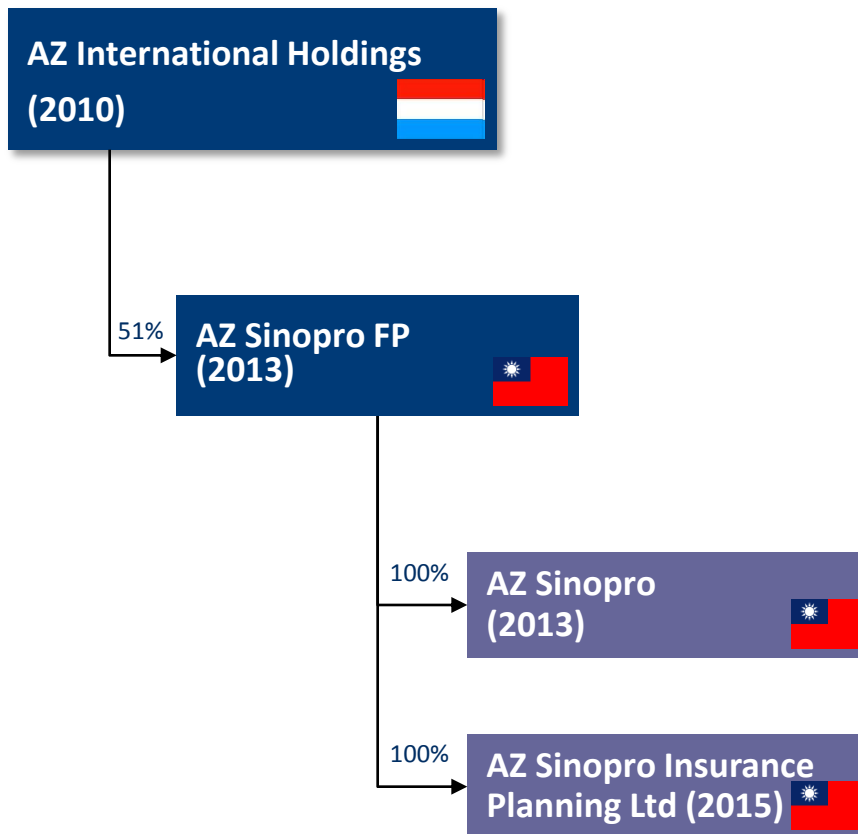 AZ International Holdings
(2010)
51%
AZ Sinopro FP
(2013)
100%
AZ Sinopro
(2013)
100%
AZ Sinopro Insurance
Planning Ltd (2015)